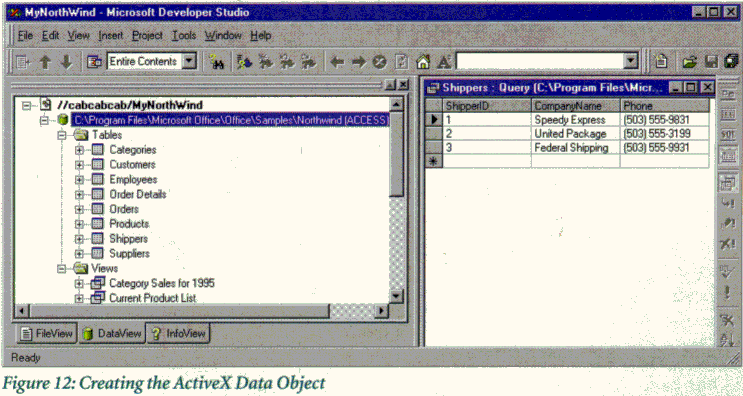 MyNorthWind - Microsoft Developer Studio
File Edit View Insert Project Tools Window Help
Entire Contents
//cabcabcab/MyNorthWind
C:\Program Files\Microsoft Office\Office\Samples\Northwind (ACCESS)
Tables
Categories
Customers
Employees
Order Details
Orders
Products
Shippers
Suppliers
Views
Category Sales for 1995
Current Product List
FileView DataView InfoView
Shippers : Query (C:\Program Files\Micr...
ShipperID CompanyName Phone
1 Speedy Express (503) 555-9831
2 United Package (503) 555-3199
3 Federal Shipping (503) 555-9931
SQL
Ready
Figure 12: Creating the ActiveX Data Object